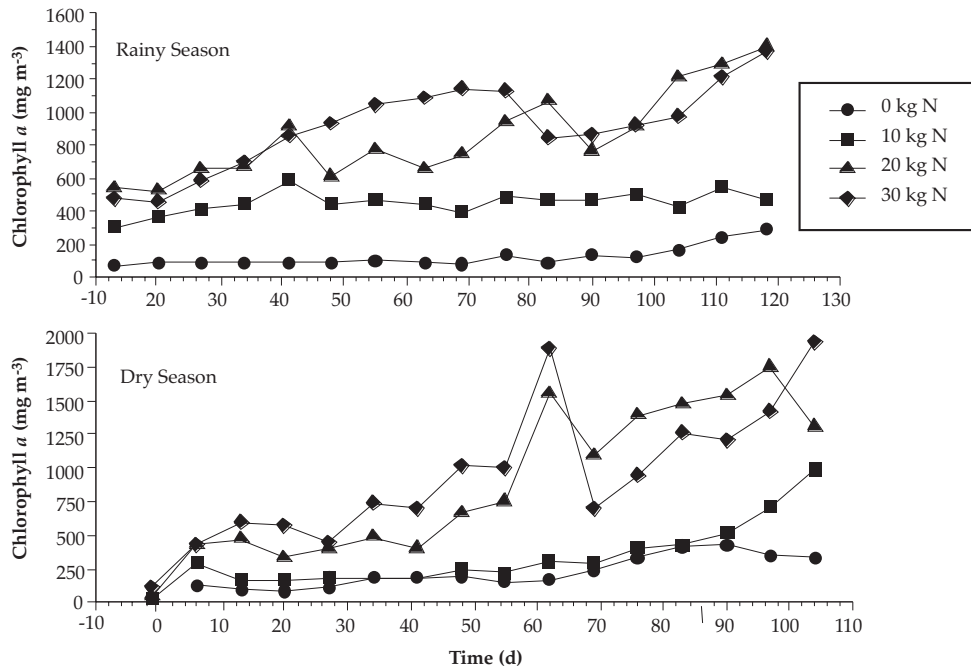 1600
1400
1200
1000
800
600
400
200
0
Chlorophyll a (mg m-3)
Rainy Season
-10 20 30 40 50 60 70 80 90 100 110 120 130
0 kg N
10 kg N
20 kg N
30 kg N
2000
1750
1500
1250
1000
750
500
250
0
Chlorophyll a (mg m-3)
Dry Season
-10 0 10 20 30 40 50 60 70 80 90 100 110
Time (d)